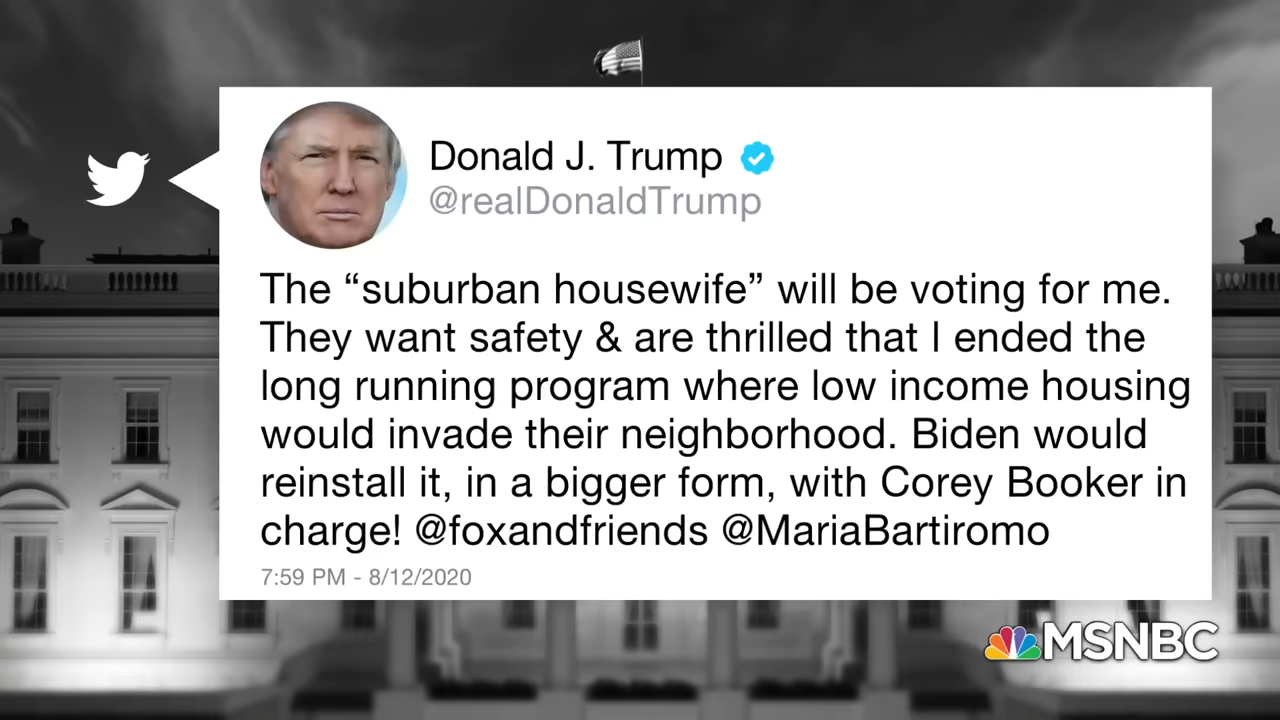 Donald J. Trump
@realDonaldTrump
The “suburban housewife” will be voting for me.
They want safety & are thrilled that I ended the
long running program where low income housing
would invade their neighborhood. Biden would
reinstall it, in a bigger form, with Corey Booker in
charge! @foxandfriends @MariaBartiromo
7:59 PM - 8/12/2020
MSNBC